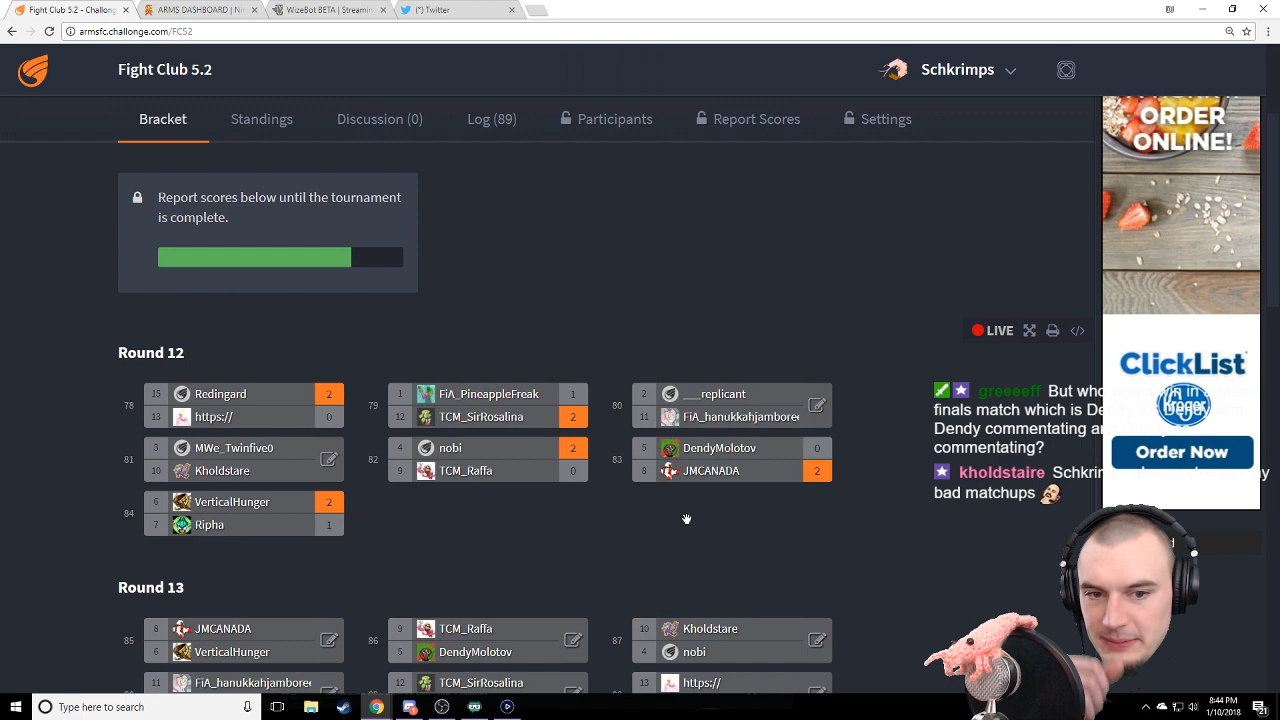 Fight Club 5.2 - Challong
ARMS DASHBOARD | Ni
WizeBot BETA | Streamin
(*) Twitter
armsfc.challonge.com/FC52
Fight Club 5.2
Schkrimps
Bracket
Standings
Discussion (0)
Log (89)
Participants
Report Scores
Settings
ORDER
ONLINE!
Report scores below until the tournament
is complete.
LIVE
ClickList
Kroger
Order Now
Round 12
78
15 Redingard 2
13 https:// 0
79
1 FiA_PineappleFreak 1
12 TCM_SirRosalina 2
80
2 ___replicant
11 FiA_hanukkahjamboree
81
3 MWe_Twinfive0
10 Kholdstare
82
4 nobi 2
9 TCM_Raffa 0
83
5 DendyMolotov 0
8 JMCANADA 2
84
6 VerticalHunger 2
7 Ripha 1
greeeeff But who
finals match which is Dendy
Dendy commentating and
commentating?
kholdstaire Schkri
bad matchups
Round 13
85
8 JMCANADA
6 VerticalHunger
86
9 TCM_Raffa
5 DendyMolotov
87
10 Kholdstare
4 nobi
11 FiA_hanukkahjamboree
12 TCM_SirRosalina
13 https://
Type here to search
8:44 PM
1/10/2018
21